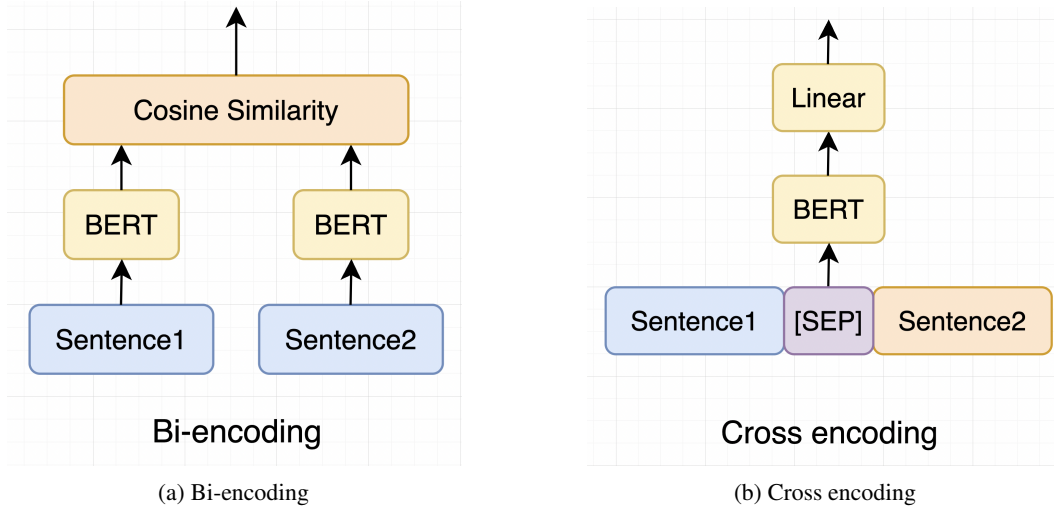 Cosine Similarity
BERT
BERT
Sentence1
Sentence2
Bi-encoding
(a) Bi-encoding
Linear
BERT
Sentence1
[SEP]
Sentence2
Cross encoding
(b) Cross encoding